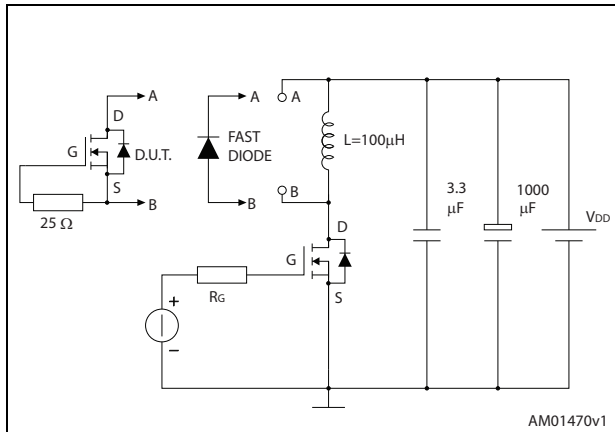 A
A
A
D
G
D.U.T.
FAST
DIODE
L=100μH
S
B
B
B
25 Ω
3.3
μF
1000
μF
VDD
D
G
S
RG
+
–
AM01470v1